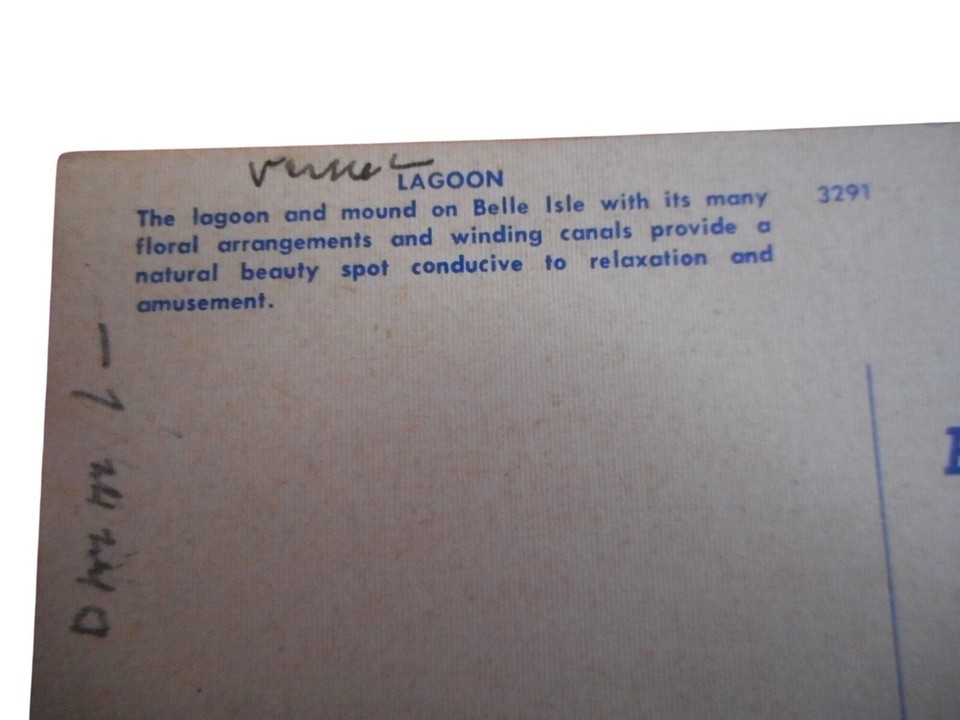 LAGOON
The lagoon and mound on Belle Isle with its many
floral arrangements and winding canals provide a
natural beauty spot conducive to relaxation and
amusement.
3291